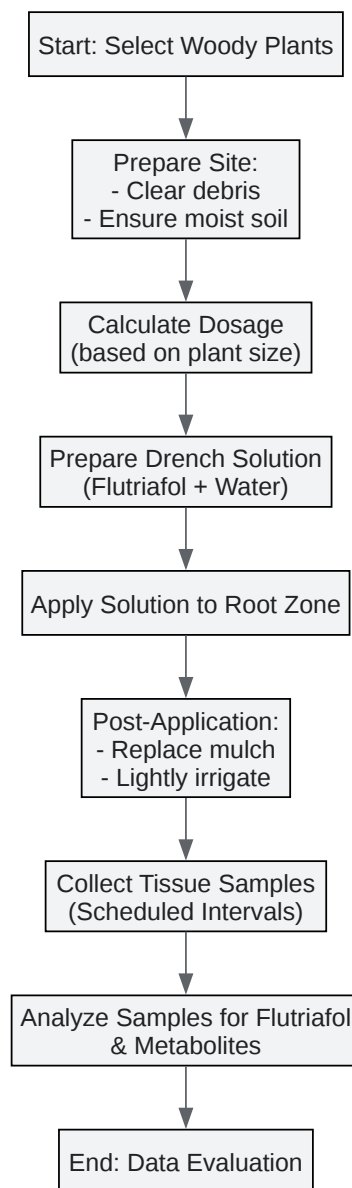 Start: Select Woody Plants
Prepare Site:
- Clear debris
- Ensure moist soil
Calculate Dosage
(based on plant size)
Prepare Drench Solution
(Flutriafol + Water)
Apply Solution to Root Zone
Post-Application:
- Replace mulch
- Lightly irrigate
Collect Tissue Samples
(Scheduled Intervals)
Analyze Samples for Flutriafol
& Metabolites
End: Data Evaluation